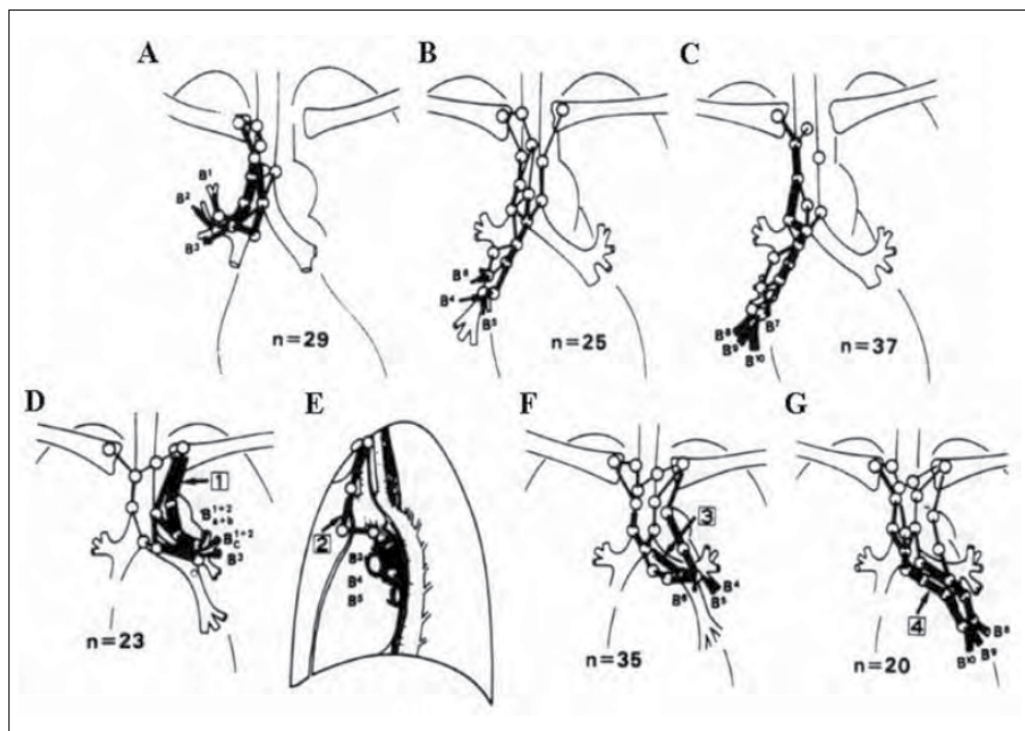 A
B
C
B¹
B²
B³
n=29
B⁶
B⁴
B⁵
n=25
B⁸
B⁹
B¹⁰
B⁷
n=37
D
E
F
G
1
B¹⁺²
a+b
B¹⁺²
C
B³
n=23
2
B³
B⁴
B⁵
3
B⁶
B⁴
B⁵
n=35
4
B⁸
B⁹
B¹⁰
n=20